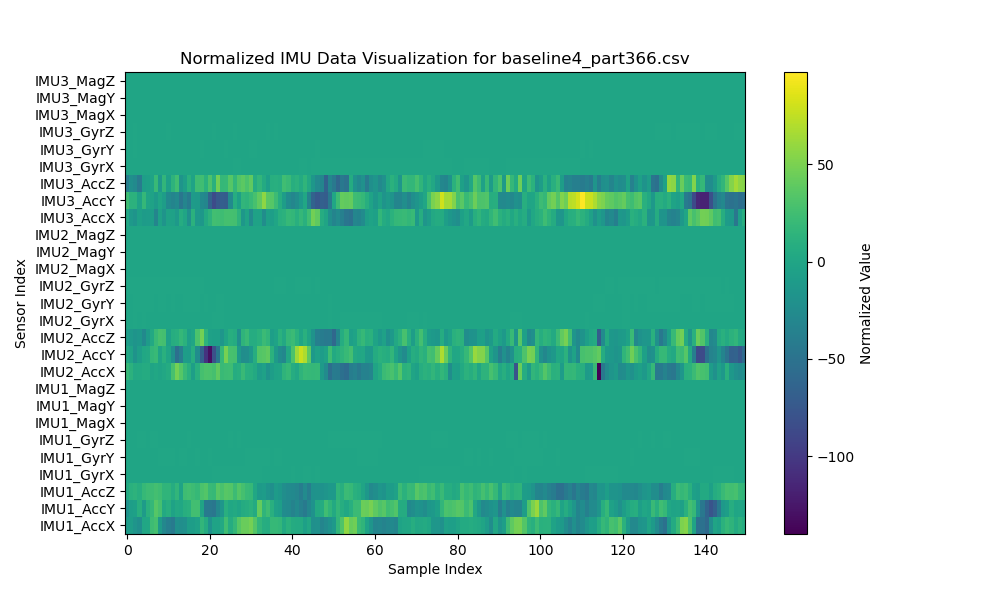 Normalized IMU Data Visualization for baseline4_part366.csv
IMU3_MagZ
IMU3_MagY
IMU3_MagX
IMU3_GyrZ
IMU3_GyrY
IMU3_GyrX
IMU3_AccZ
IMU3_AccY
IMU3_AccX
IMU2_MagZ
IMU2_MagY
IMU2_MagX
IMU2_GyrZ
IMU2_GyrY
IMU2_GyrX
IMU2_AccZ
IMU2_AccY
IMU2_AccX
IMU1_MagZ
IMU1_MagY
IMU1_MagX
IMU1_GyrZ
IMU1_GyrY
IMU1_GyrX
IMU1_AccZ
IMU1_AccY
IMU1_AccX
Sensor Index
0 20 40 60 80 100 120 140
Sample Index
50
0
−50
−100
Normalized Value